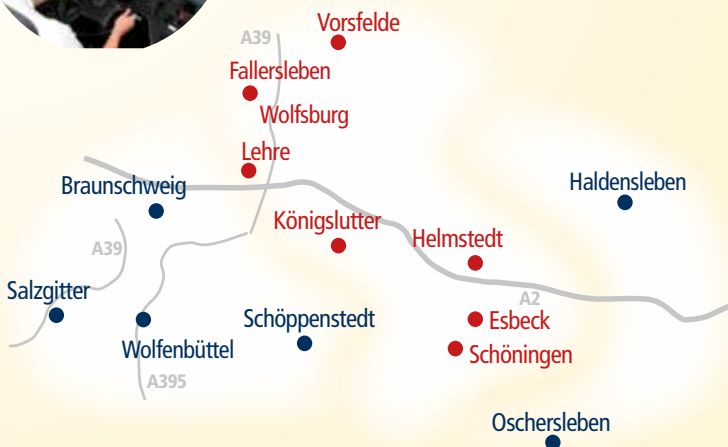 Vorsfelde
A39
Fallersleben
Wolfsburg
Lehre
Braunschweig
Haldensleben
Königslutter
Helmstedt
A39
Salzgitter
A2
Schöppenstedt
Esbeck
Wolfenbüttel
Schöningen
A395
Oschersleben